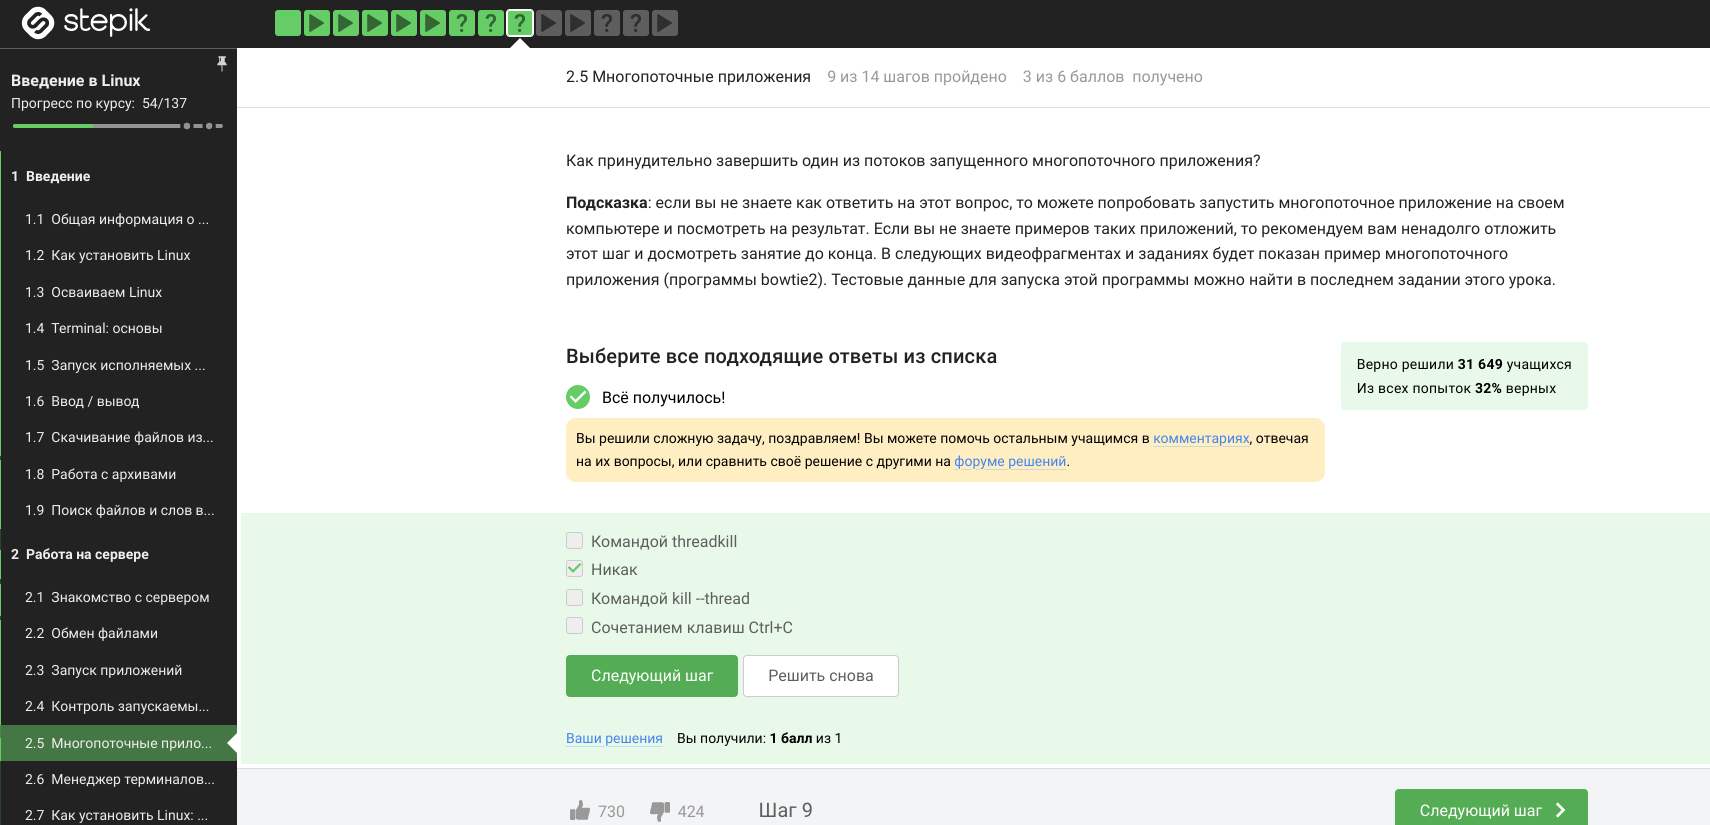 stepik
? ? ? ? ?
Введение в Linux
Прогресс по курсу: 54/137
1 Введение
1.1 Общая информация о ...
1.2 Как установить Linux
1.3 Осваиваем Linux
1.4 Terminal: основы
1.5 Запуск исполняемых ...
1.6 Ввод / вывод
1.7 Скачивание файлов из...
1.8 Работа с архивами
1.9 Поиск файлов и слов в...
2 Работа на сервере
2.1 Знакомство с сервером
2.2 Обмен файлами
2.3 Запуск приложений
2.4 Контроль запускаемы...
2.5 Многопоточные прило...
2.6 Менеджер терминалов...
2.7 Как установить Linux: ...
2.5 Многопоточные приложения 9 из 14 шагов пройдено 3 из 6 баллов получено
Как принудительно завершить один из потоков запущенного многопоточного приложения?
Подсказка: если вы не знаете как ответить на этот вопрос, то можете попробовать запустить многопоточное приложение на своем
компьютере и посмотреть на результат. Если вы не знаете примеров таких приложений, то рекомендуем вам ненадолго отложить
этот шаг и досмотреть занятие до конца. В следующих видеофрагментах и заданиях будет показан пример многопоточного
приложения (программы bowtie2). Тестовые данные для запуска этой программы можно найти в последнем задании этого урока.
Выберите все подходящие ответы из списка
Верно решили 31 649 учащихся
Из всех попыток 32% верных
Всё получилось!
Вы решили сложную задачу, поздравляем! Вы можете помочь остальным учащимся в комментариях, отвечая
на их вопросы, или сравнить своё решение с другими на форуме решений.
Командой threadkill
Никак
Командой kill --thread
Сочетанием клавиш Ctrl+C
Следующий шаг Решить снова
Ваши решения Вы получили: 1 балл из 1
730 424 Шаг 9 Следующий шаг